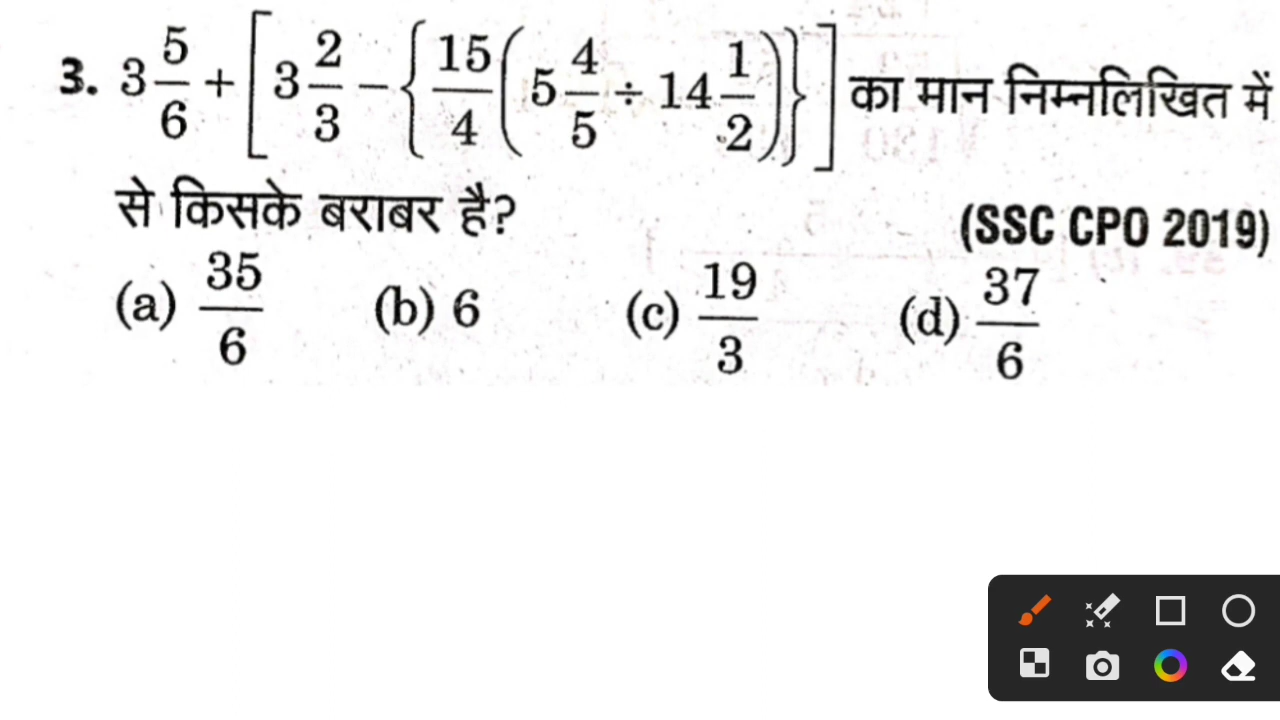 3. 3 5/6 + [3 2/3 - {15/4 (5 4/5 ÷ 14 1/2)}] का मान निम्नलिखित में
से किसके बराबर है?
(SSC CPO 2019)
(a) 35/6 (b) 6 (c) 19/3 (d) 37/6